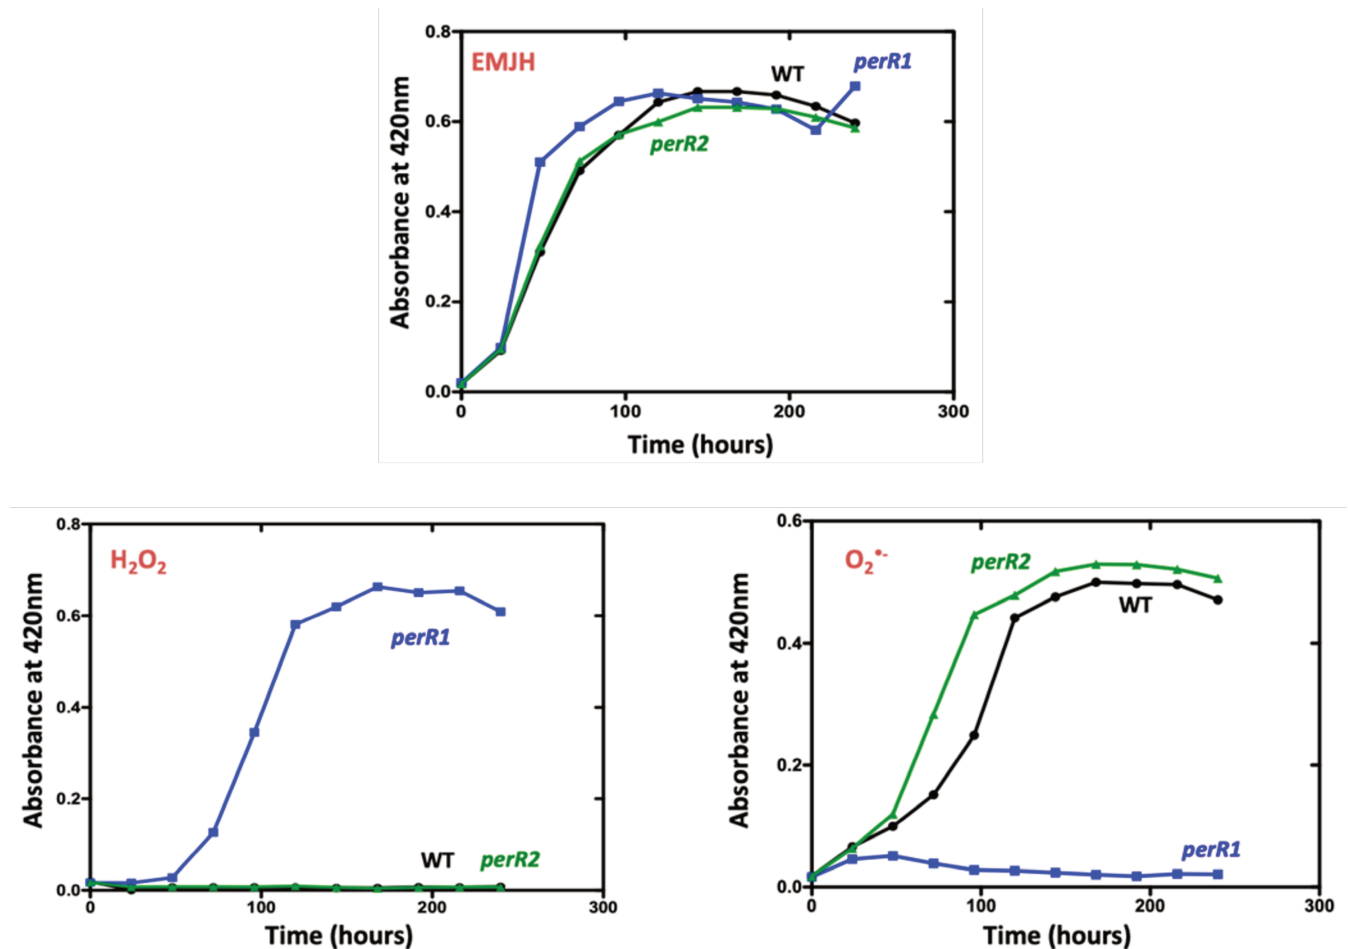 0.8
EMJH
WT
perR1
0.6
perR2
Absorbance at 420nm
0.4
0.2
0.0
0 100 200 300
Time (hours)
0.8
H₂O₂
0.6
perR1
Absorbance at 420nm
0.4
0.2
WT perR2
0.0
0 100 200 300
Time (hours)
0.6
perR2
O₂•-
WT
Absorbance at 420nm
0.4
0.2
perR1
0.0
0 100 200 300
Time (hours)